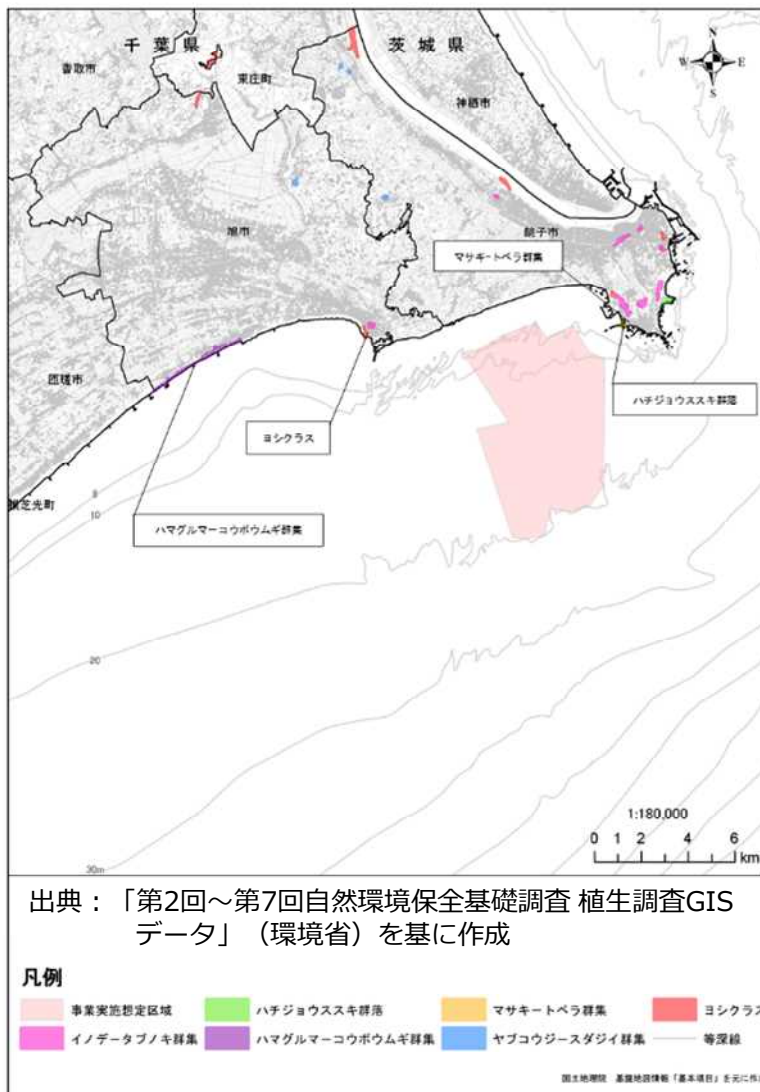 千葉県
茨城県
香取市
東庄町
神栖市
N
W
E
S
旭市
銚子市
マサキートベラ群集
匝瑳市
ハチジョウススキ群落
ヨシクラス
横芝光町
10
ハマグルマーコウボウムギ群集
20
30m
1:180,000
0 1 2 4 6
km
出典：「第2回～第7回自然環境保全基礎調査 植生調査GIS
データ」（環境省）を基に作成
凡例
事業実施想定区域 ハチジョウススキ群落 マサキートベラ群集 ヨシクラス
イノデータブノキ群集 ハマグルマーコウボウムギ群集 ヤブコウジースダジイ群集 等深線
国土地理院 基盤地図情報「基本項目」を元に作成